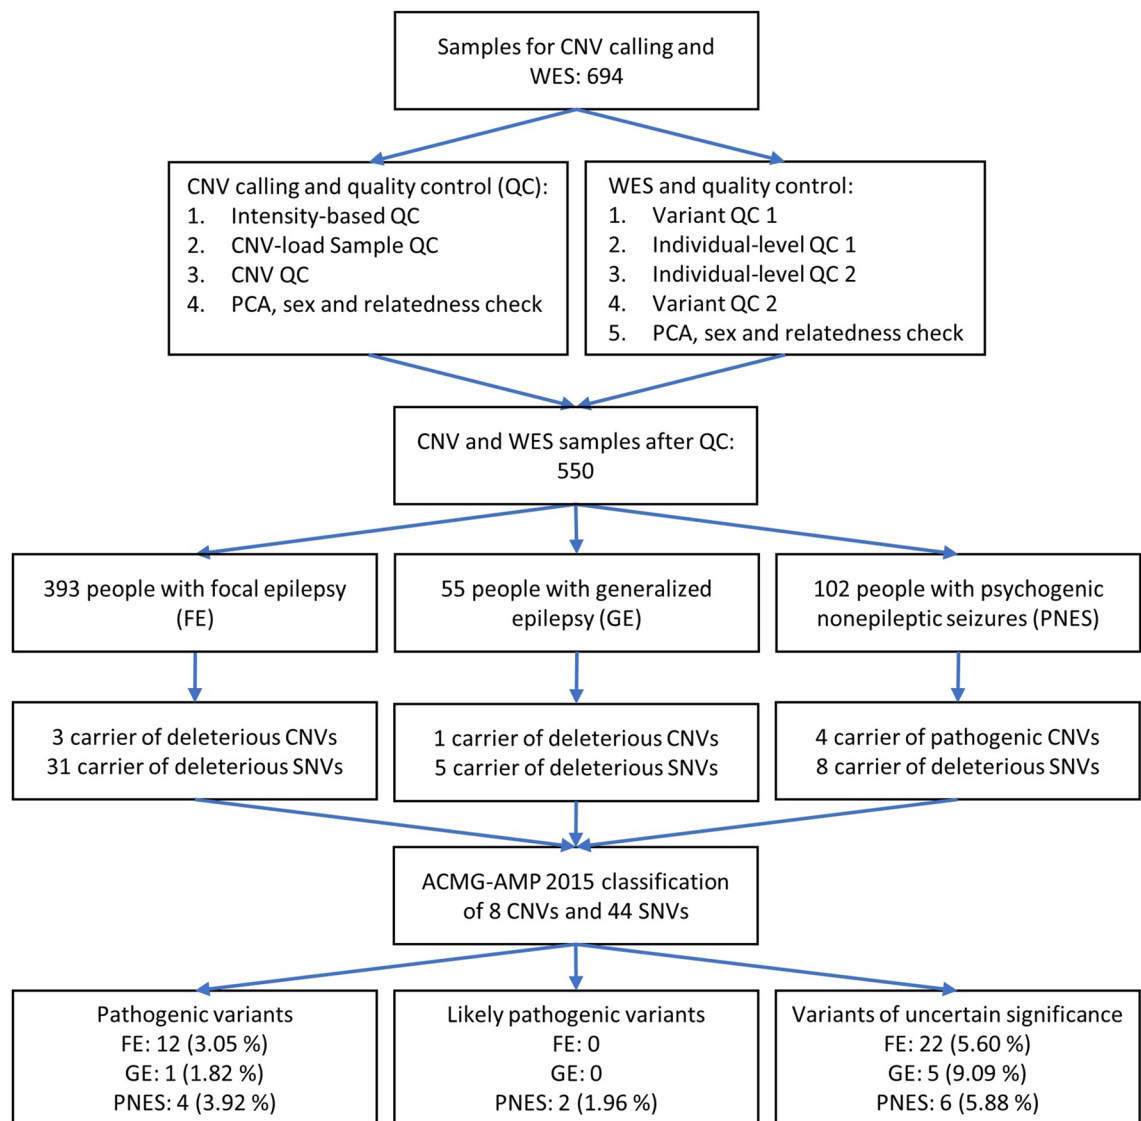 Samples for CNV calling and
WES: 694
CNV calling and quality control (QC):
1. Intensity-based QC
2. CNV-load Sample QC
3. CNV QC
4. PCA, sex and relatedness check
WES and quality control:
1. Variant QC 1
2. Individual-level QC 1
3. Individual-level QC 2
4. Variant QC 2
5. PCA, sex and relatedness check
CNV and WES samples after QC:
550
393 people with focal epilepsy
(FE)
55 people with generalized
epilepsy (GE)
102 people with psychogenic
nonepileptic seizures (PNES)
3 carrier of deleterious CNVs
31 carrier of deleterious SNVs
1 carrier of deleterious CNVs
5 carrier of deleterious SNVs
4 carrier of pathogenic CNVs
8 carrier of deleterious SNVs
ACMG-AMP 2015 classification
of 8 CNVs and 44 SNVs
Pathogenic variants
FE: 12 (3.05 %)
GE: 1 (1.82 %)
PNES: 4 (3.92 %)
Likely pathogenic variants
FE: 0
GE: 0
PNES: 2 (1.96 %)
Variants of uncertain significance
FE: 22 (5.60 %)
GE: 5 (9.09 %)
PNES: 6 (5.88 %)